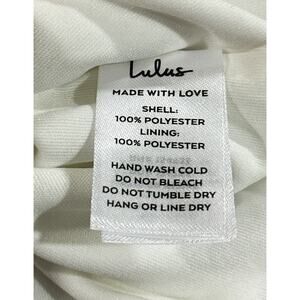 Lulus
MADE WITH LOVE
SHELL:
100% POLYESTER
LINING:
100% POLYESTER
HAND WASH COLD
DO NOT BLEACH
DO NOT TUMBLE DRY
HANG OR LINE DRY